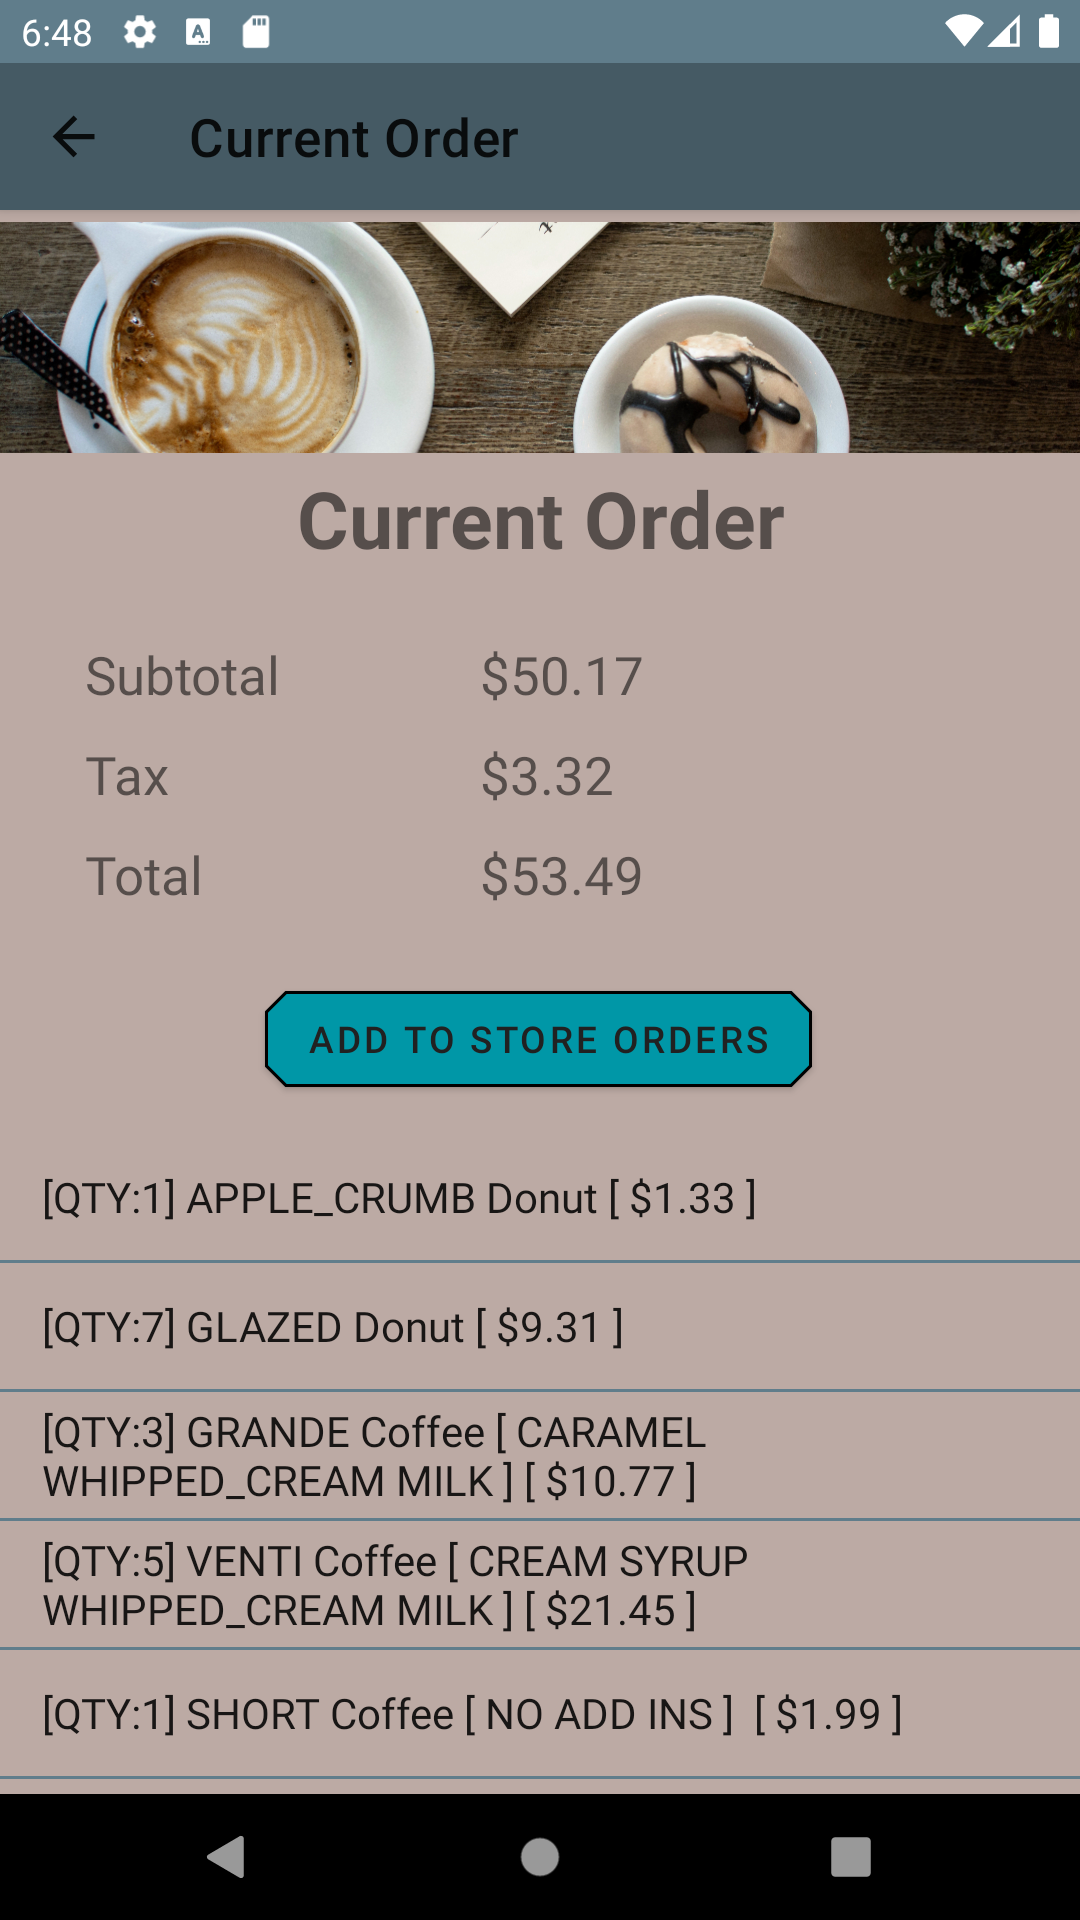 6:48
Current Order
Current Order
Subtotal $50.17
Tax $3.32
Total $53.49
ADD TO STORE ORDERS
[QTY:1] APPLE_CRUMB Donut [ $1.33 ]
[QTY:7] GLAZED Donut [ $9.31 ]
[QTY:3] GRANDE Coffee [ CARAMEL
WHIPPED_CREAM MILK ] [ $10.77 ]
[QTY:5] VENTI Coffee [ CREAM SYRUP
WHIPPED_CREAM MILK ] [ $21.45 ]
[QTY:1] SHORT Coffee [ NO ADD INS ]  [ $1.99 ]